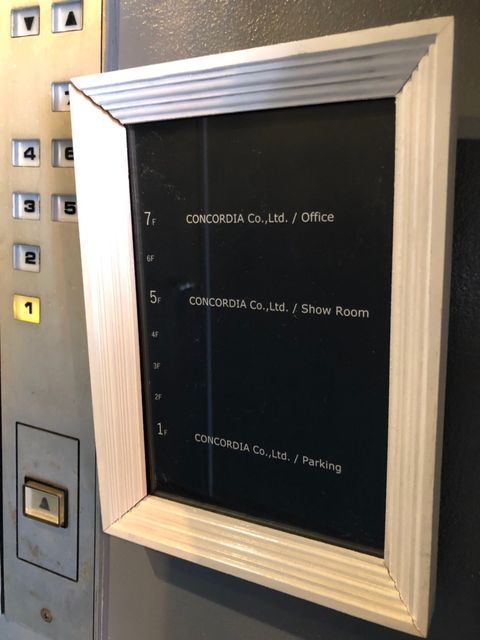 7
4 6
3 5
2
1
7F CONCORDIA Co.,Ltd. / Office
6F
5F CONCORDIA Co.,Ltd. / Show Room
4F
3F
2F
1F CONCORDIA Co.,Ltd. / Parking